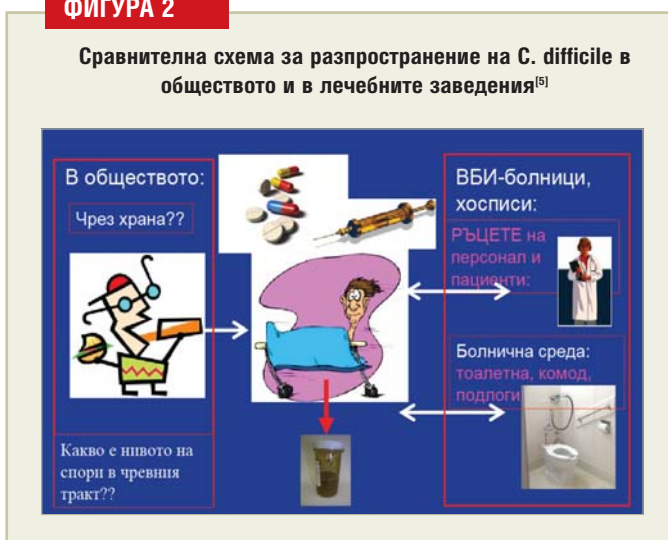 ФИГУРА 2
Сравнителна схема за разпространение на C. difficile в
обществото и в лечебните заведения[5]
В обществото:
Чрез храна??
Какво е нивото на
спори в чревния
тракт??
ВБИ-болници,
хосписи:
РЪЦЕТЕ на
персонал и
пациенти:
Болнична среда:
тоалетна, комод,
подлоги